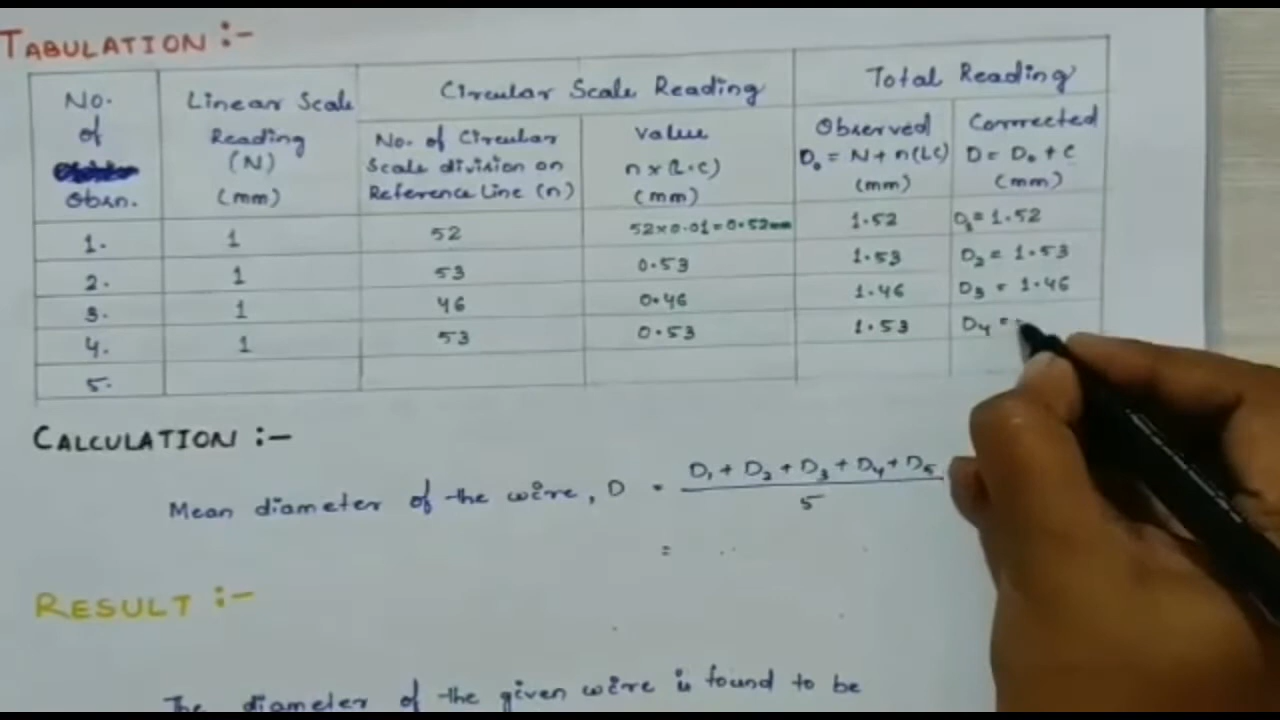 TABULATION :-
No. of Obsn.
Linear Scale Reading (N) (mm)
Circular Scale Reading
Total Reading
No. of Circular Scale division on Reference Line (n)
Value n x (L.C) (mm)
Observed D₀ = N + n(LC) (mm)
Corrected D = D₀ + C (mm)
1. 1 52 52x0.01=0.52mm 1.52 D₁= 1.52
2. 1 53 0.53 1.53 D₂= 1.53
3. 1 46 0.46 1.46 D₃ = 1.46
4. 1 53 0.53 1.53 D₄ =
5.
CALCULATION :-
Mean diameter of the wire, D = D₁ + D₂ + D₃ + D₄ + D₅
5
=
RESULT :-
The diameter of the given wire is found to be